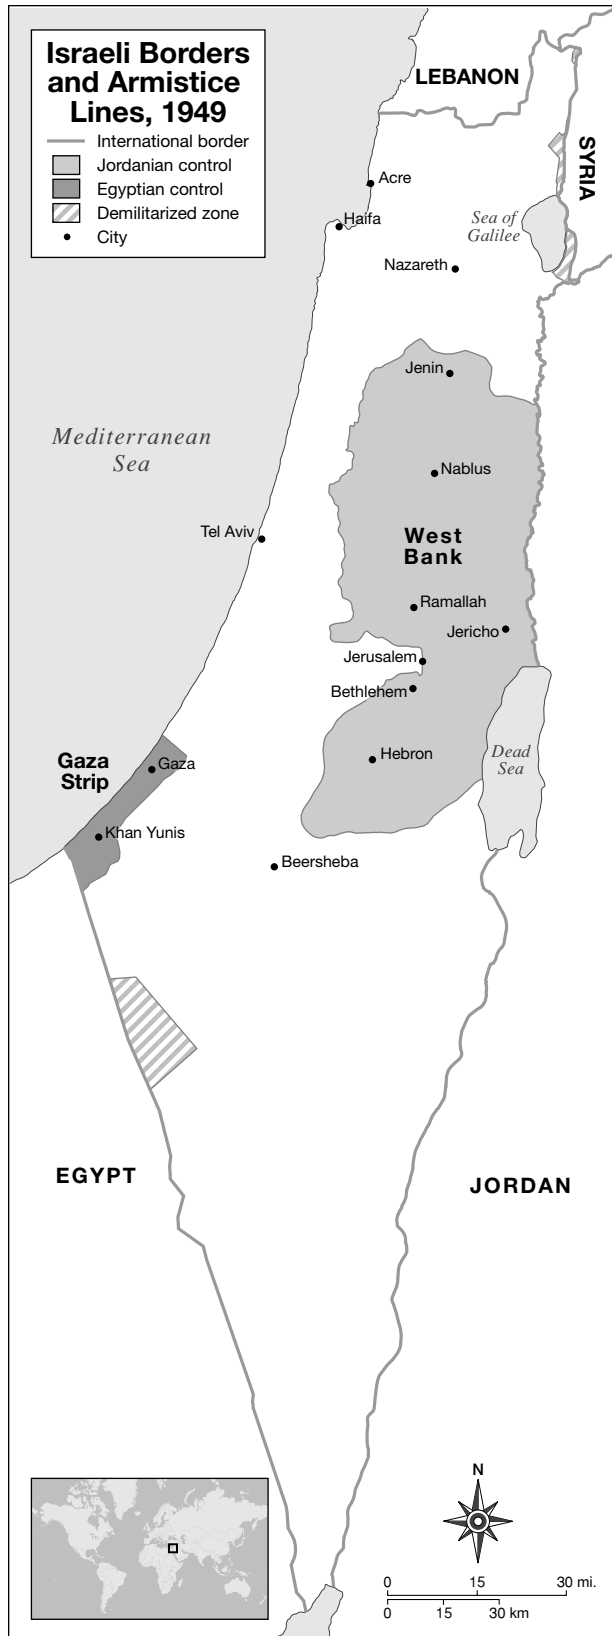 Israeli Borders
and Armistice
Lines, 1949
International border
Jordanian control
Egyptian control
Demilitarized zone
City
LEBANON
SYRIA
Acre
Haifa
Sea of
Galilee
Nazareth
Jenin
Mediterranean
Sea
Nablus
Tel Aviv
West
Bank
Ramallah
Jericho
Jerusalem
Bethlehem
Gaza
Strip
Gaza
Hebron
Dead
Sea
Khan Yunis
Beersheba
EGYPT
JORDAN
N
0 15 30 mi.
0 15 30 km